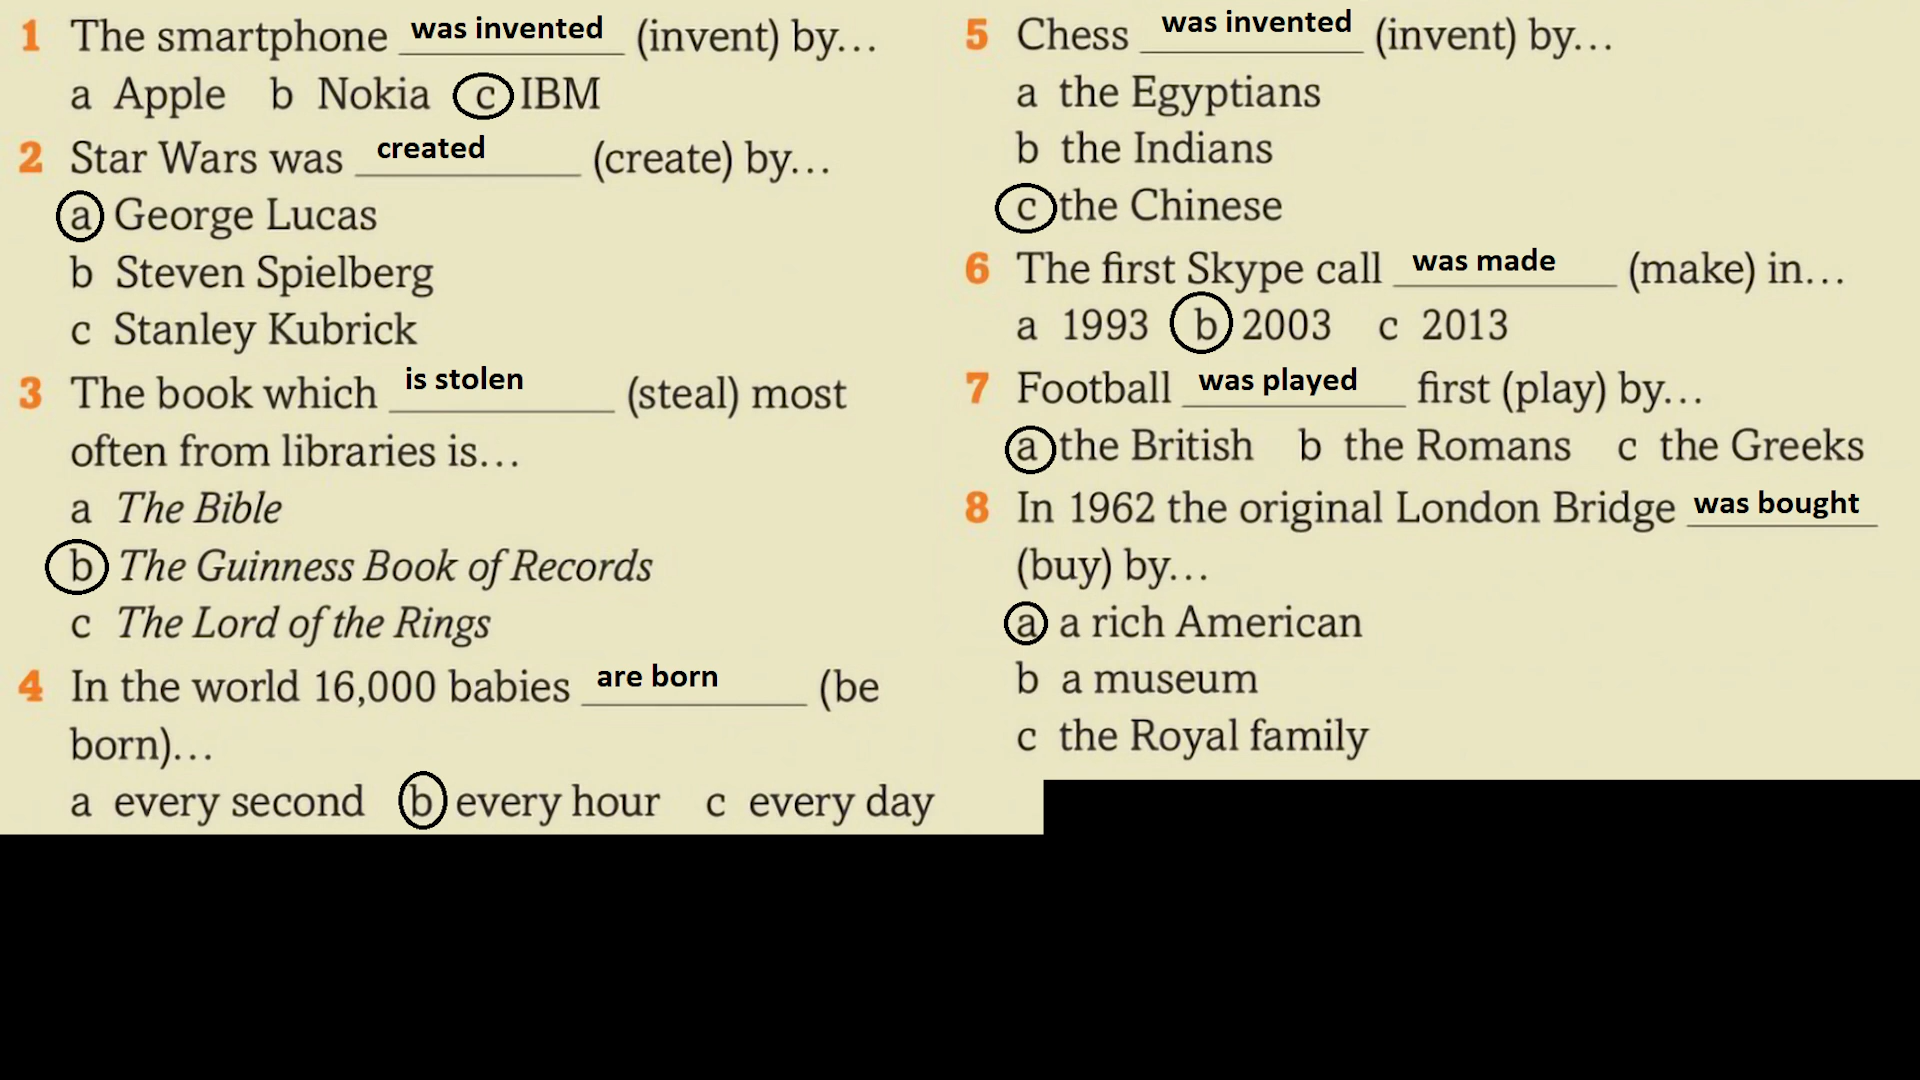 1 The smartphone was invented (invent) by…
a Apple b Nokia c IBM
2 Star Wars was created (create) by…
a George Lucas
b Steven Spielberg
c Stanley Kubrick
3 The book which is stolen (steal) most
often from libraries is…
a The Bible
b The Guinness Book of Records
c The Lord of the Rings
4 In the world 16,000 babies are born (be
born)…
a every second b every hour c every day
5 Chess was invented (invent) by…
a the Egyptians
b the Indians
c the Chinese
6 The first Skype call was made (make) in…
a 1993 b 2003 c 2013
7 Football was played first (play) by…
a the British b the Romans c the Greeks
8 In 1962 the original London Bridge was bought
(buy) by…
a a rich American
b a museum
c the Royal family